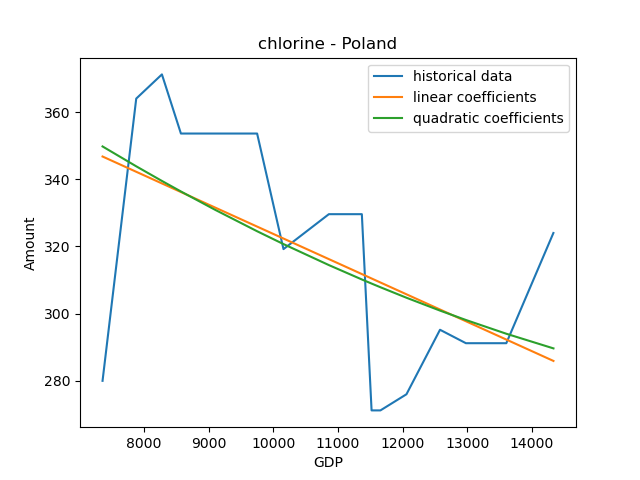 chlorine - Poland
historical data
linear coefficients
quadratic coefficients
Amount
360
340
320
300
280
8000 9000 10000 11000 12000 13000 14000
GDP